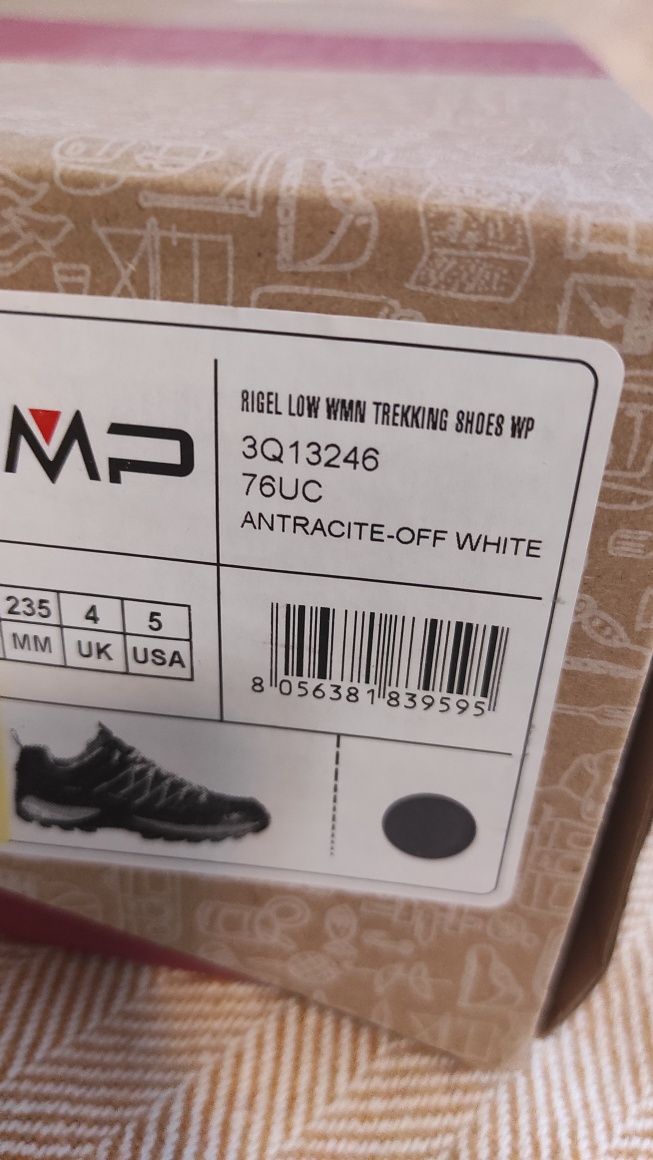 MP
RIGEL LOW WMN TREKKING SHOES WP
3Q13246
76UC
ANTRACITE-OFF WHITE
235 4 5
MM UK USA
8 056381 839595